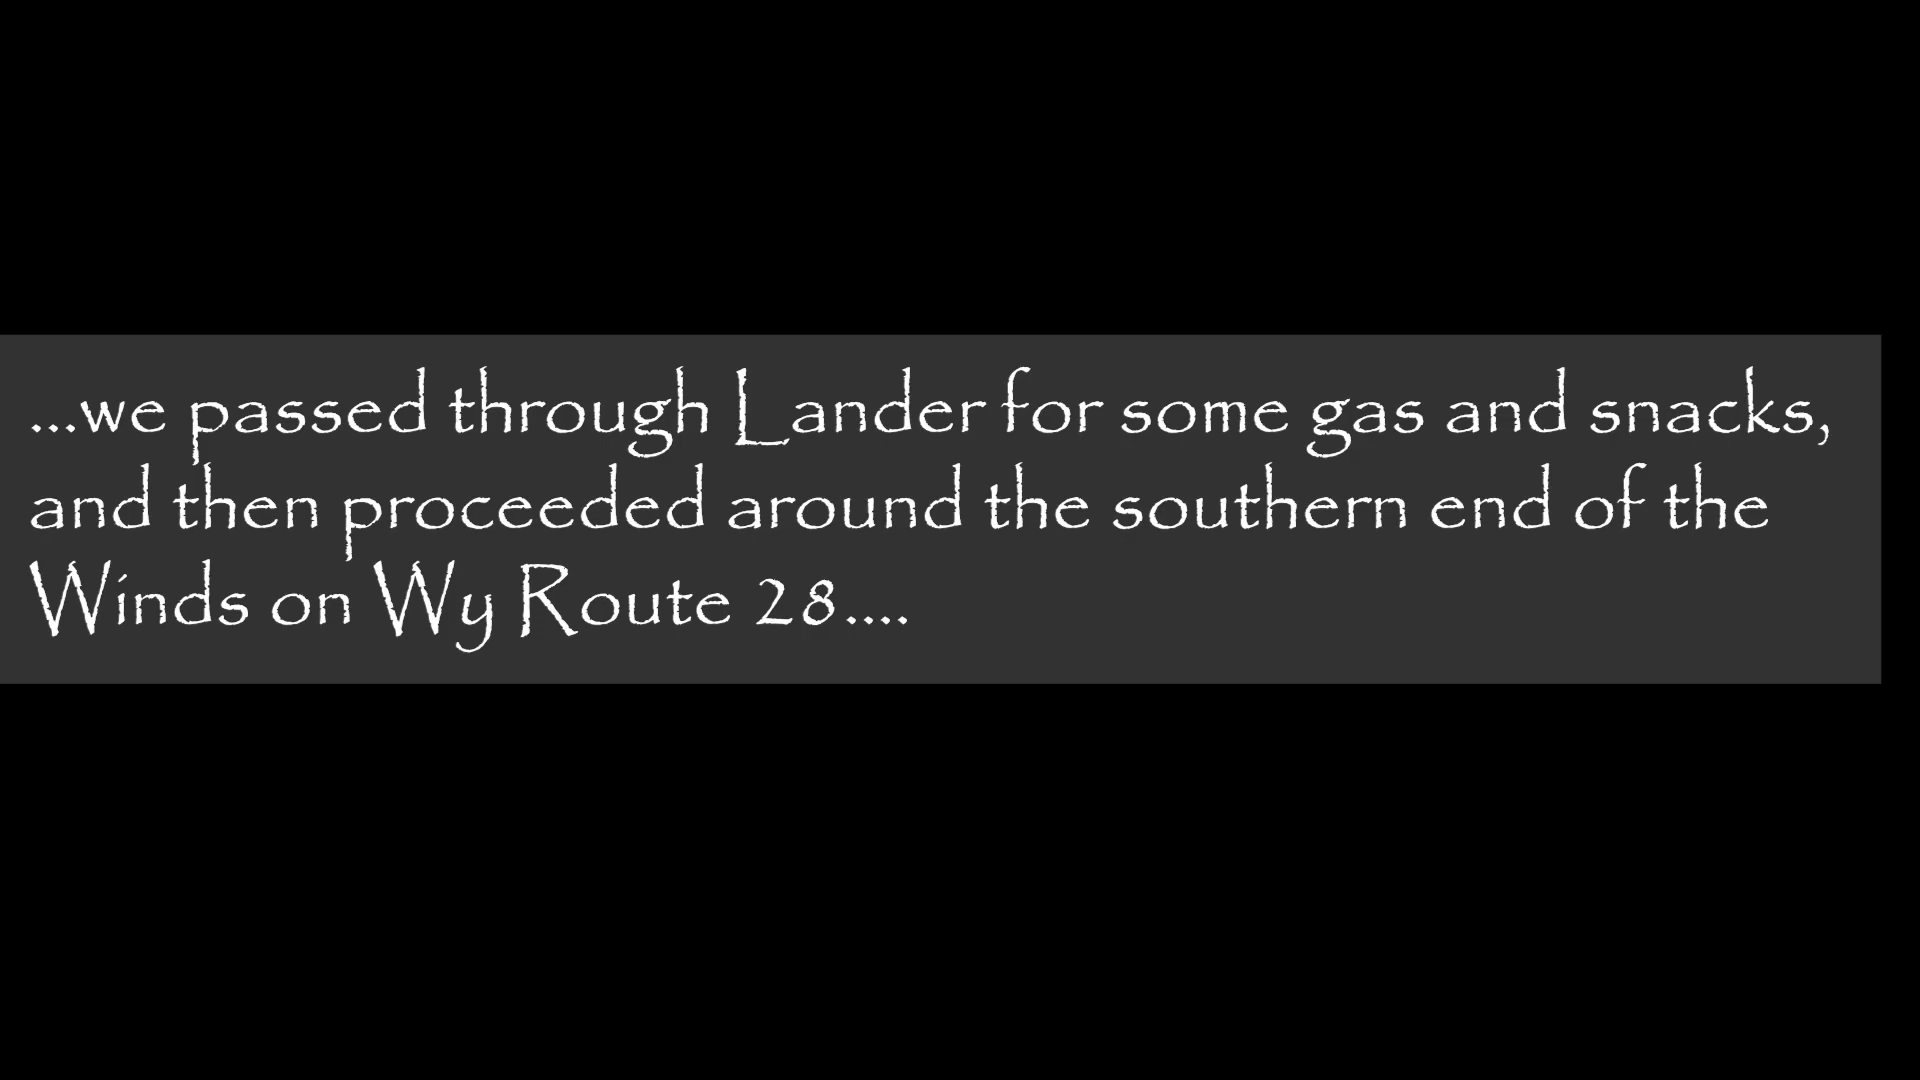 ...we passed through Lander for some gas and snacks,
and then proceeded around the southern end of the
Winds on Wy Route 28....